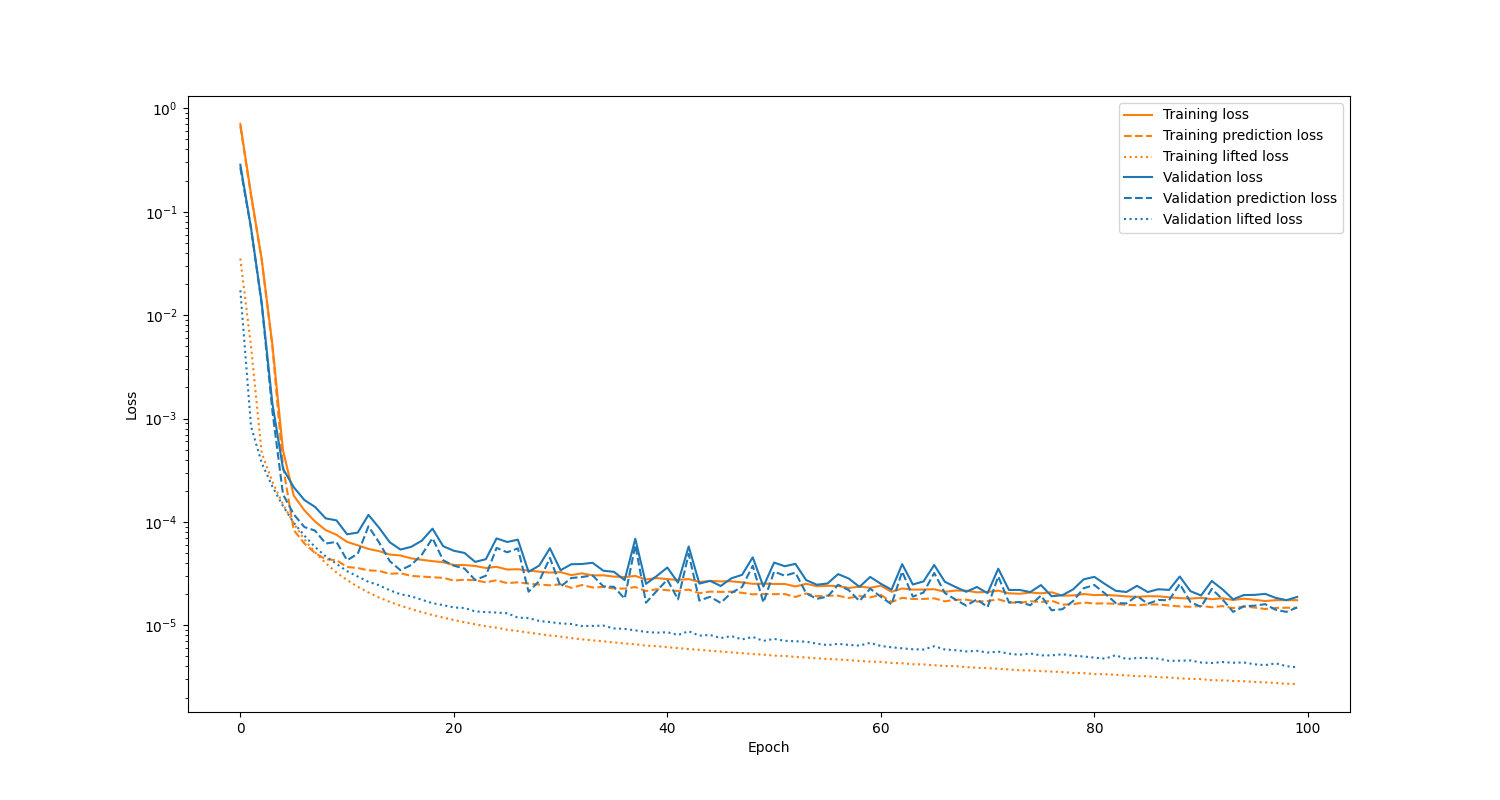 10⁰
10⁻¹
10⁻²
10⁻³
10⁻⁴
10⁻⁵
Loss
0 20 40 60 80 100
Epoch
Training loss
Training prediction loss
Training lifted loss
Validation loss
Validation prediction loss
Validation lifted loss